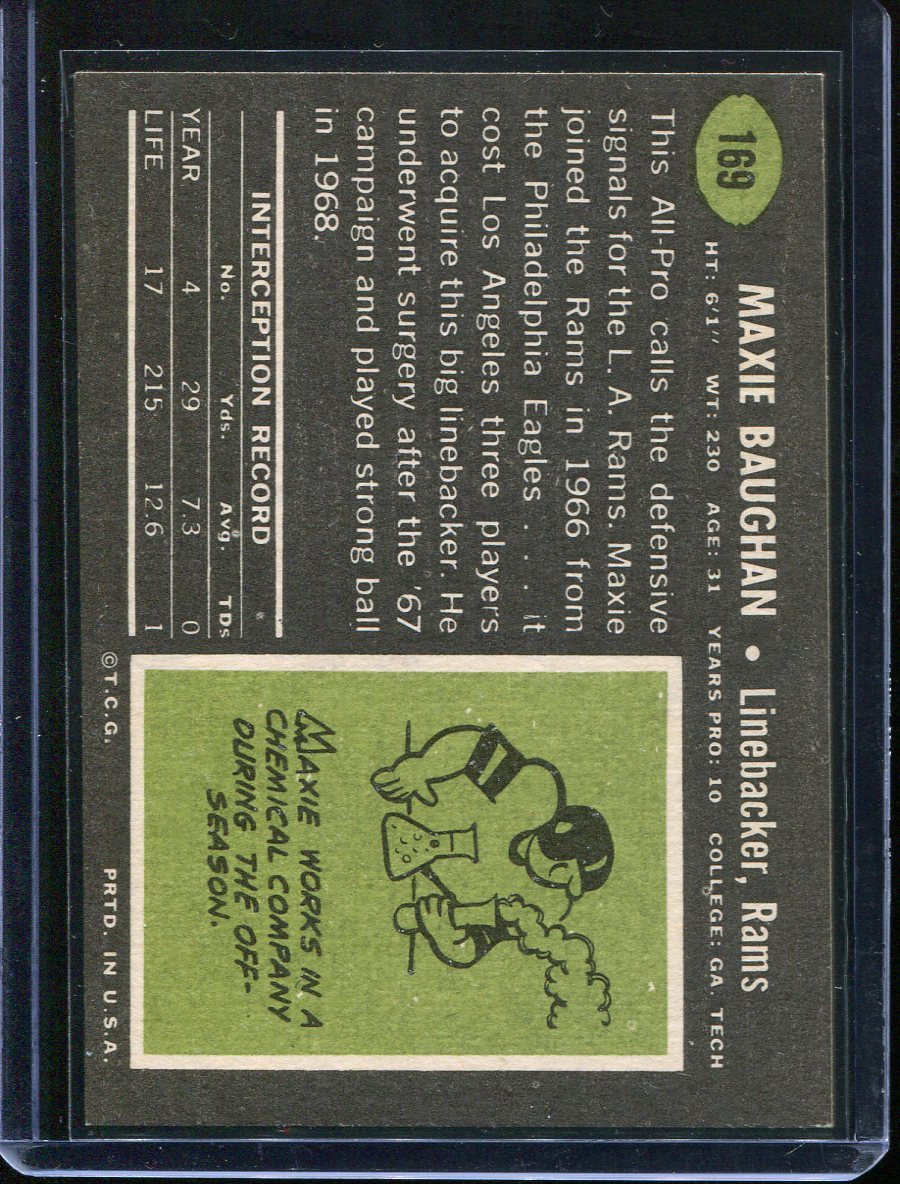 169
MAXIE BAUGHAN • Linebacker, Rams
HT.: 6'1'' WT: 230 AGE: 31 YEARS PRO: 10 COLLEGE: GA. TECH
This All-Pro calls the defensive
signals for the L. A. Rams. Maxie
joined the Rams in 1966 from
the Philadelphia Eagles . . . it
cost Los Angeles three players
to acquire this big linebacker. He
underwent surgery after the '67
campaign and played strong ball
in 1968.
INTERCEPTION RECORD
No. Yds. Avg. TDs
YEAR 4 29 7.3 0
LIFE 17 215 12.6 1
MAXIE WORKS IN A
CHEMICAL COMPANY
DURING THE OFF-
SEASON.
©T.C.G. PRTD. IN U.S.A.